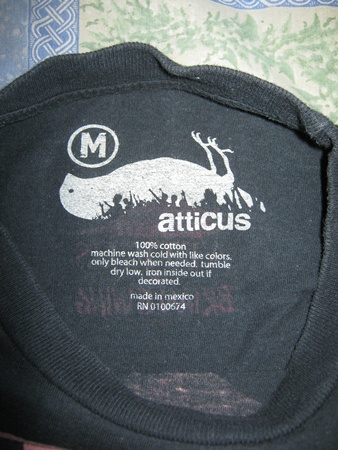 M
atticus
100% cotton
machine wash cold with like colors.
only bleach when needed. tumble
dry low. iron inside out if
decorated.
made in mexico
RN 0100674